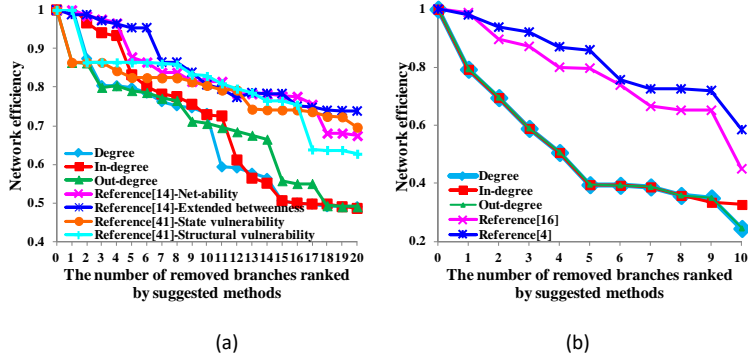 Network efficiency
1
0.9
0.8
0.7
0.6
0.5
0.4
Degree
In-degree
Out-degree
Reference[14]-Net-ability
Reference[14]-Extended betweenness
Reference[41]-State vulnerability
Reference[41]-Structural vulnerability
0 1 2 3 4 5 6 7 8 9 10 11 12 13 14 15 16 17 18 19 20
The number of removed branches ranked
by suggested methods
(a)
Network efficiency
1
0.8
0.6
0.4
0.2
Degree
In-degree
Out-degree
Reference[16]
Reference[4]
0 1 2 3 4 5 6 7 8 9 10
The number of removed branches ranked
by suggested methods
(b)